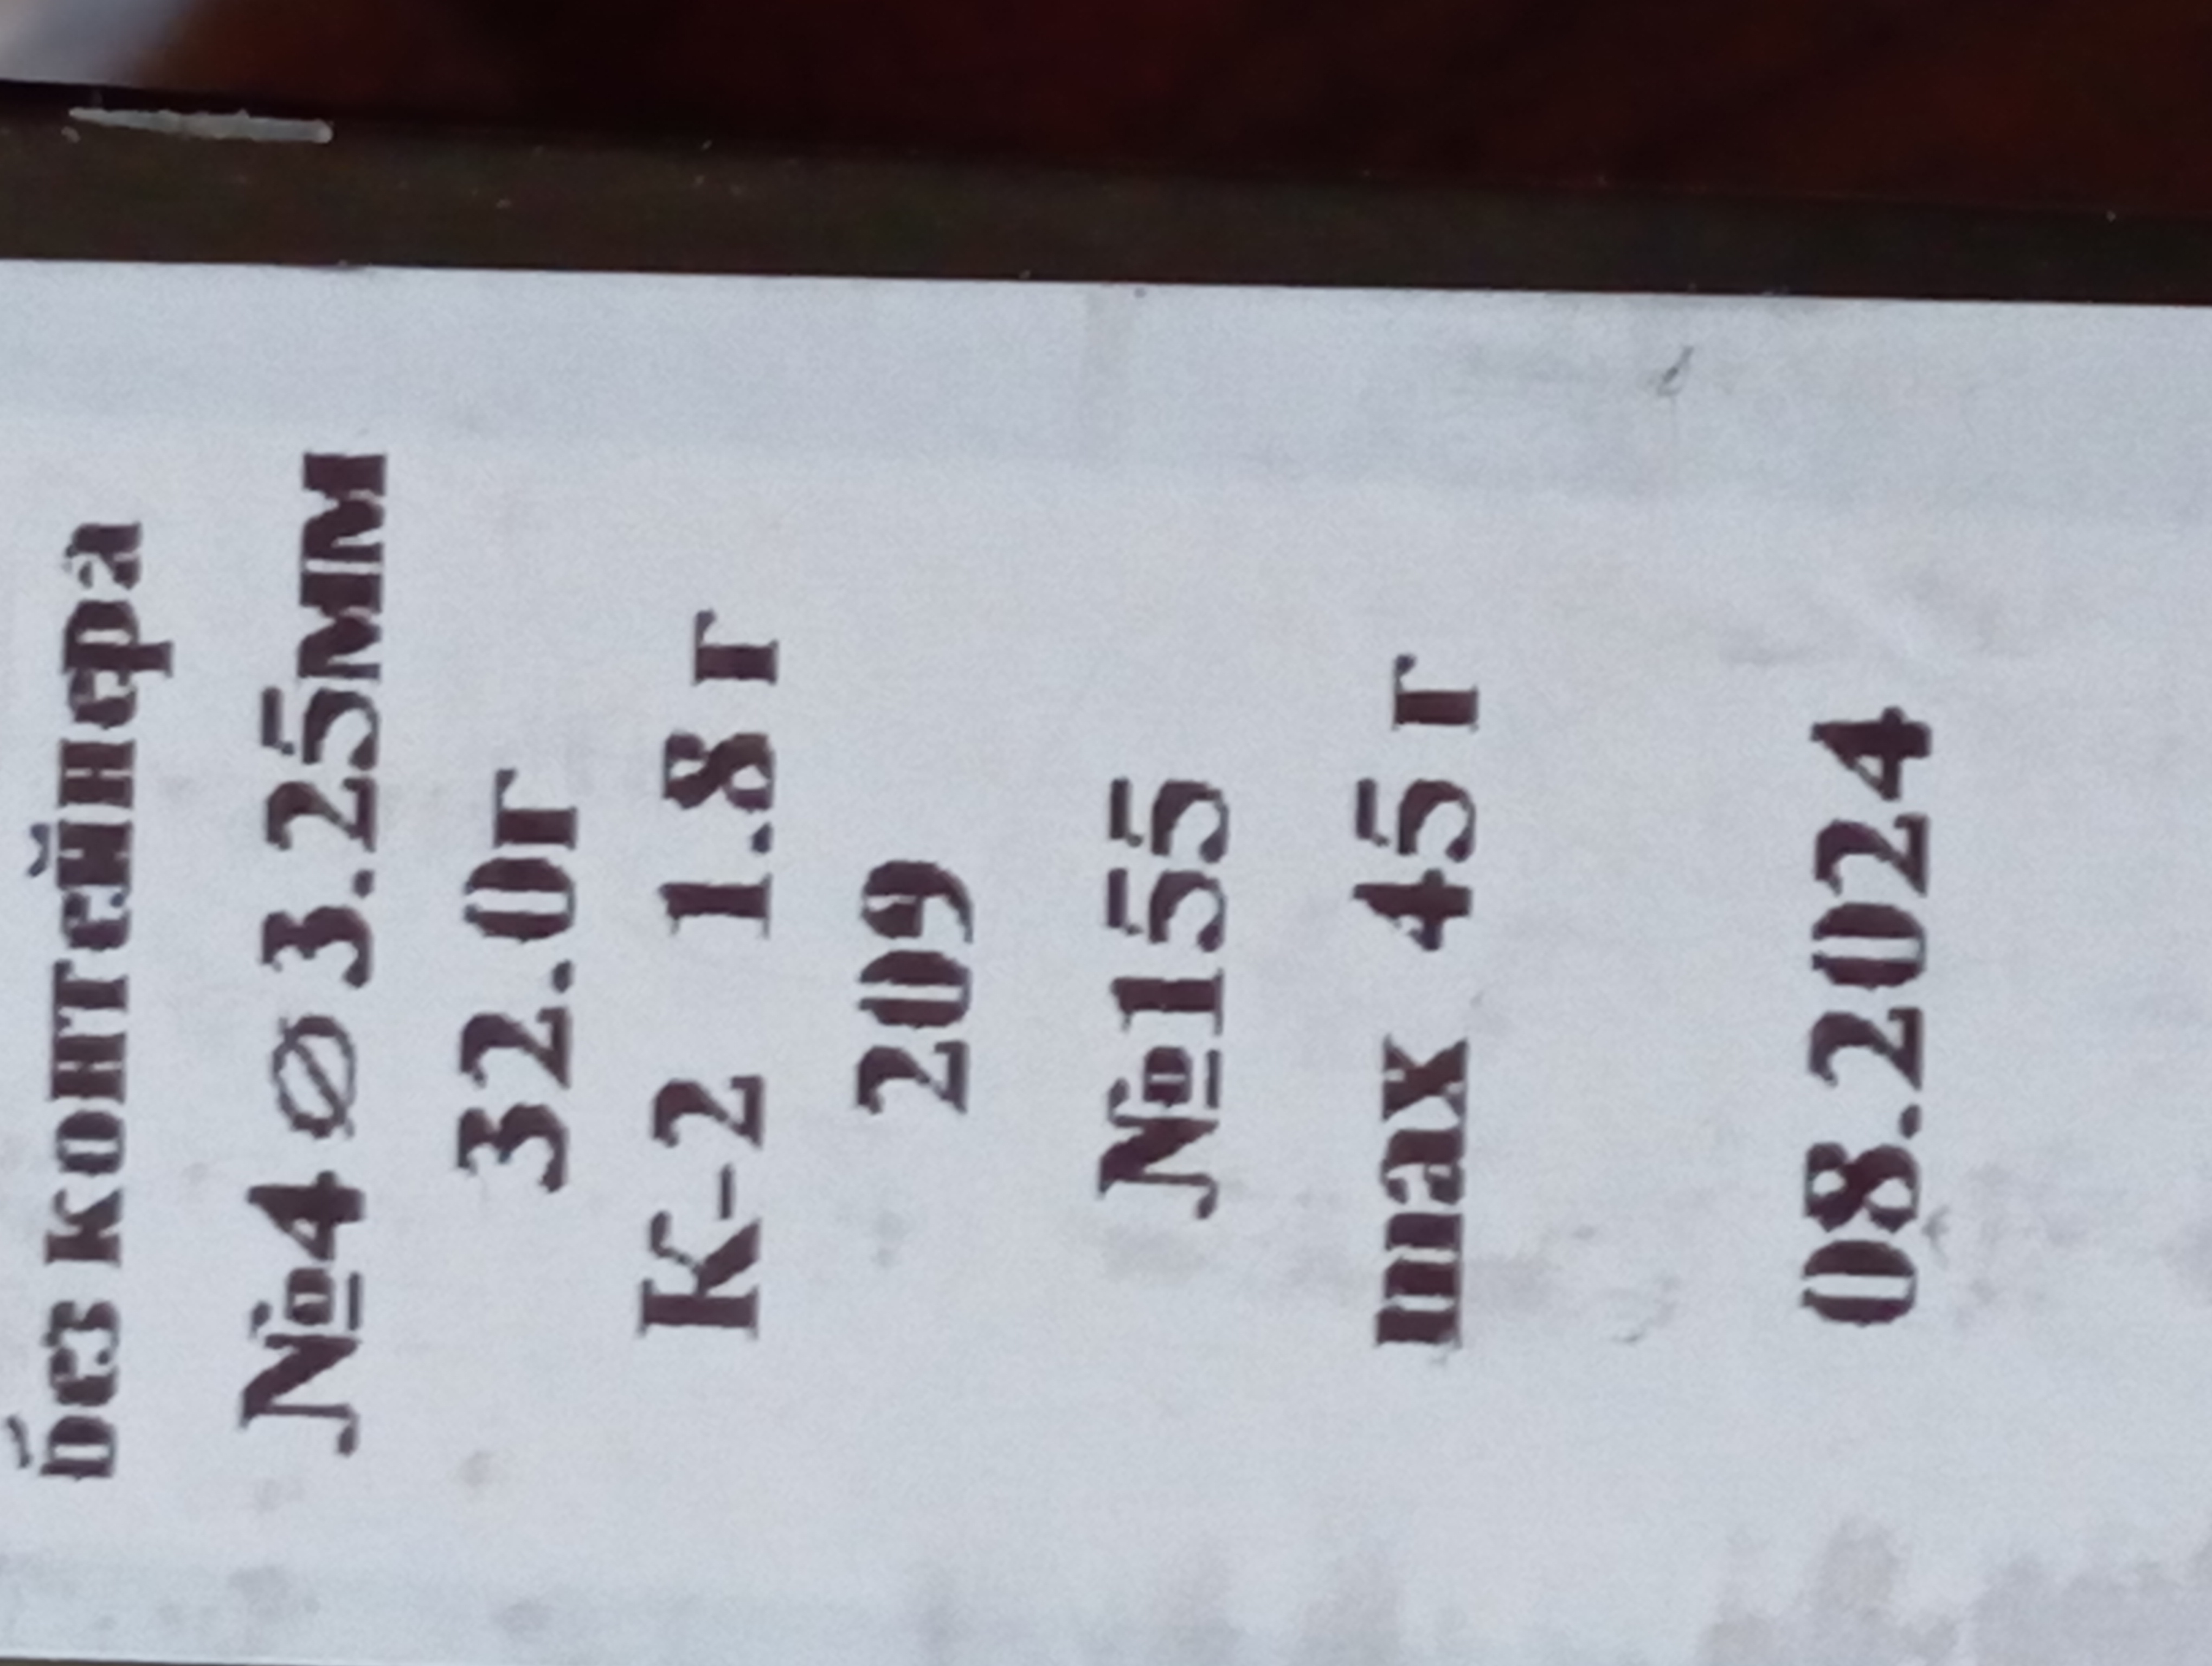 без контейнера
№4 ∅ 3.25мм
32.0г
К-2 1.8 г
209
№155
max 45 г
08.2024